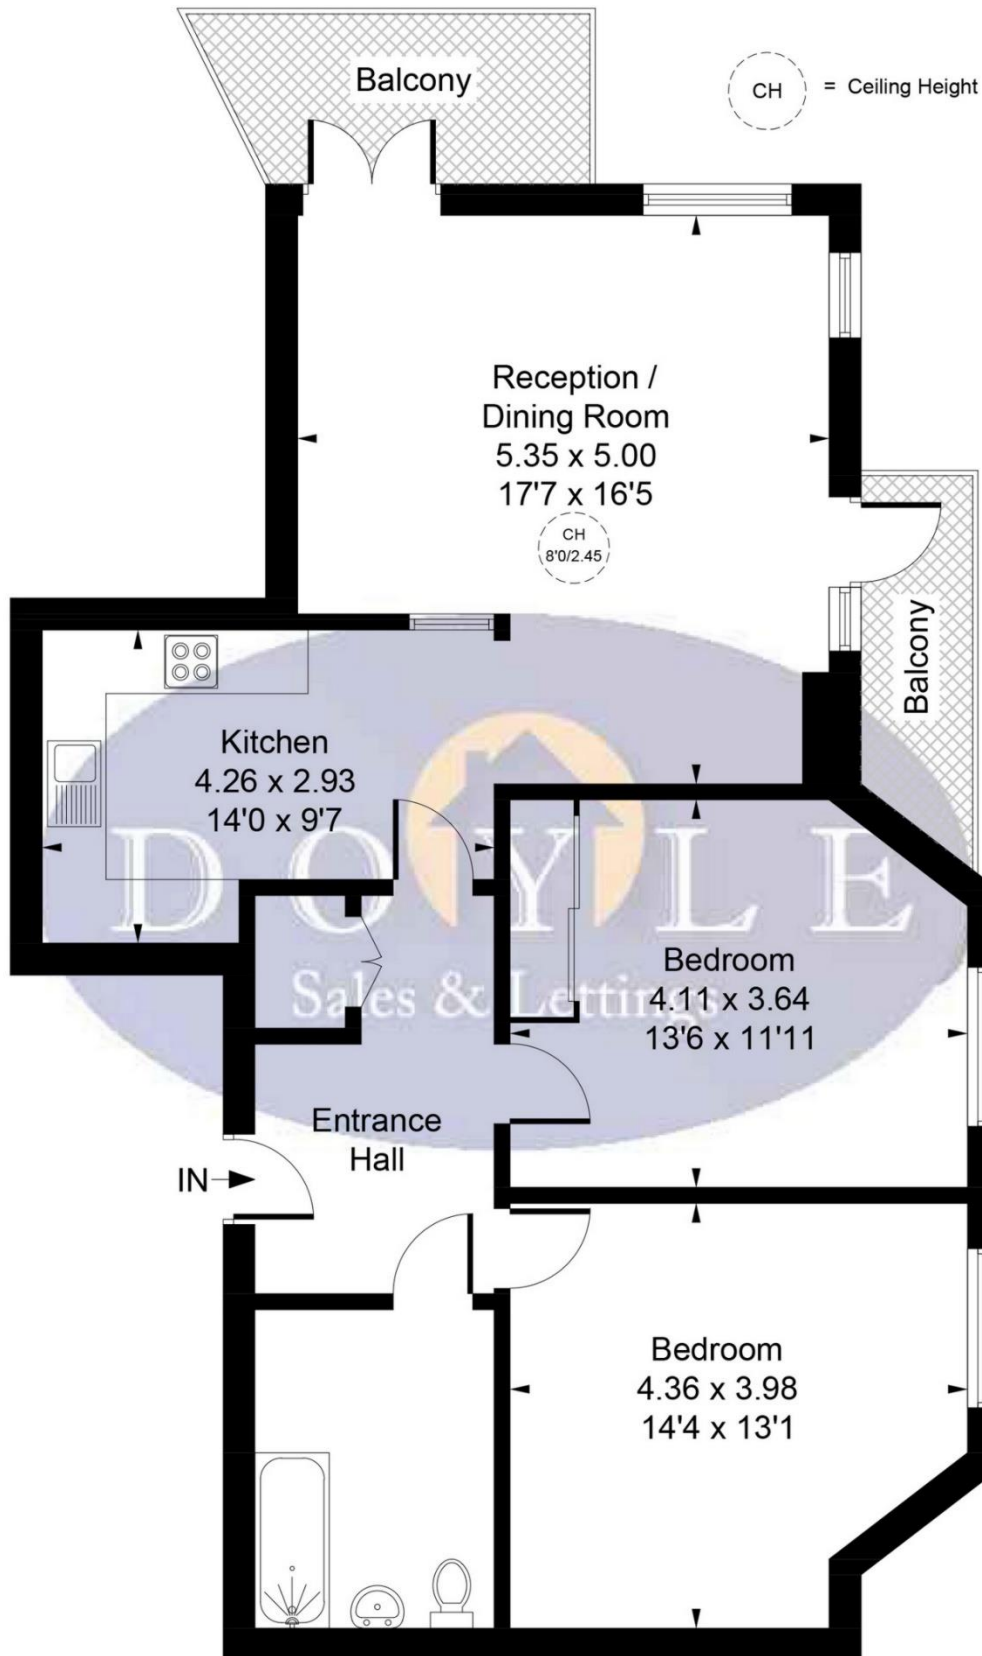 Balcony
CH = Ceiling Height
Reception /
Dining Room
5.35 x 5.00
17'7 x 16'5
CH
8'0/2.45
Balcony
Kitchen
4.26 x 2.93
14'0 x 9'7
DOYLE
Sales & Lettings
Bedroom
4.11 x 3.64
13'6 x 11'11
Entrance
Hall
IN
Bedroom
4.36 x 3.98
14'4 x 13'1